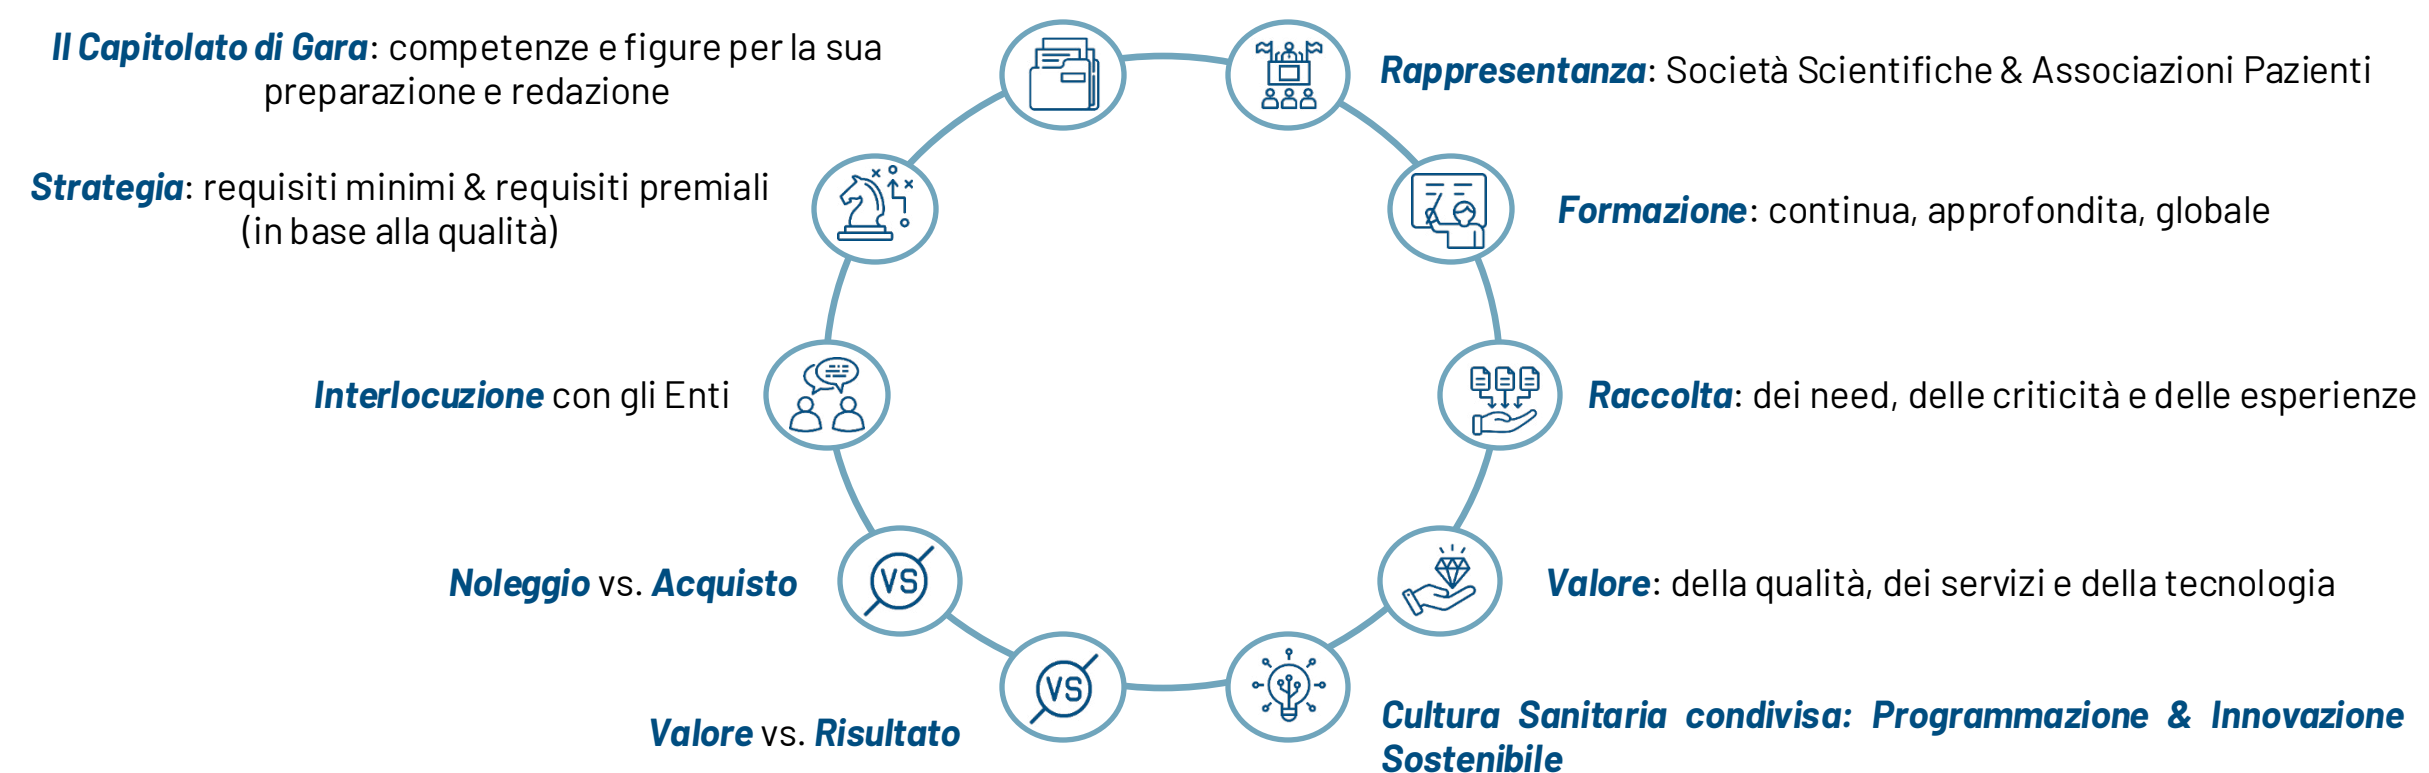 Il Capitolato di Gara: competenze e figure per la sua
preparazione e redazione
Strategia: requisiti minimi & requisiti premiali
(in base alla qualità)
Interlocuzione con gli Enti
Noleggio vs. Acquisto
Valore vs. Risultato
Rappresentanza: Società Scientifiche & Associazioni Pazienti
Formazione: continua, approfondita, globale
Raccolta: dei need, delle criticità e delle esperienze
Valore: della qualità, dei servizi e della tecnologia
Cultura Sanitaria condivisa: Programmazione & Innovazione
Sostenibile
VS
VS